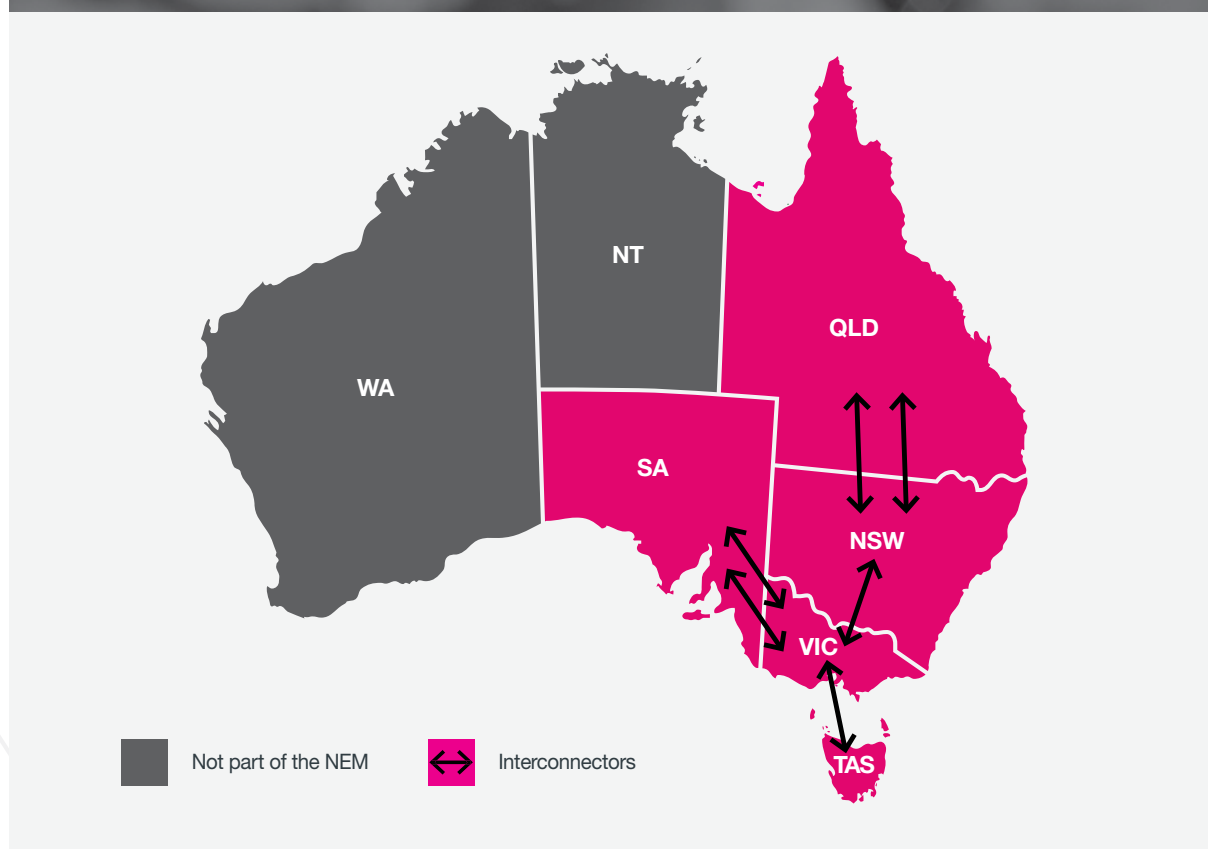 NT
QLD
WA
SA
NSW
VIC
TAS
Not part of the NEM
Interconnectors